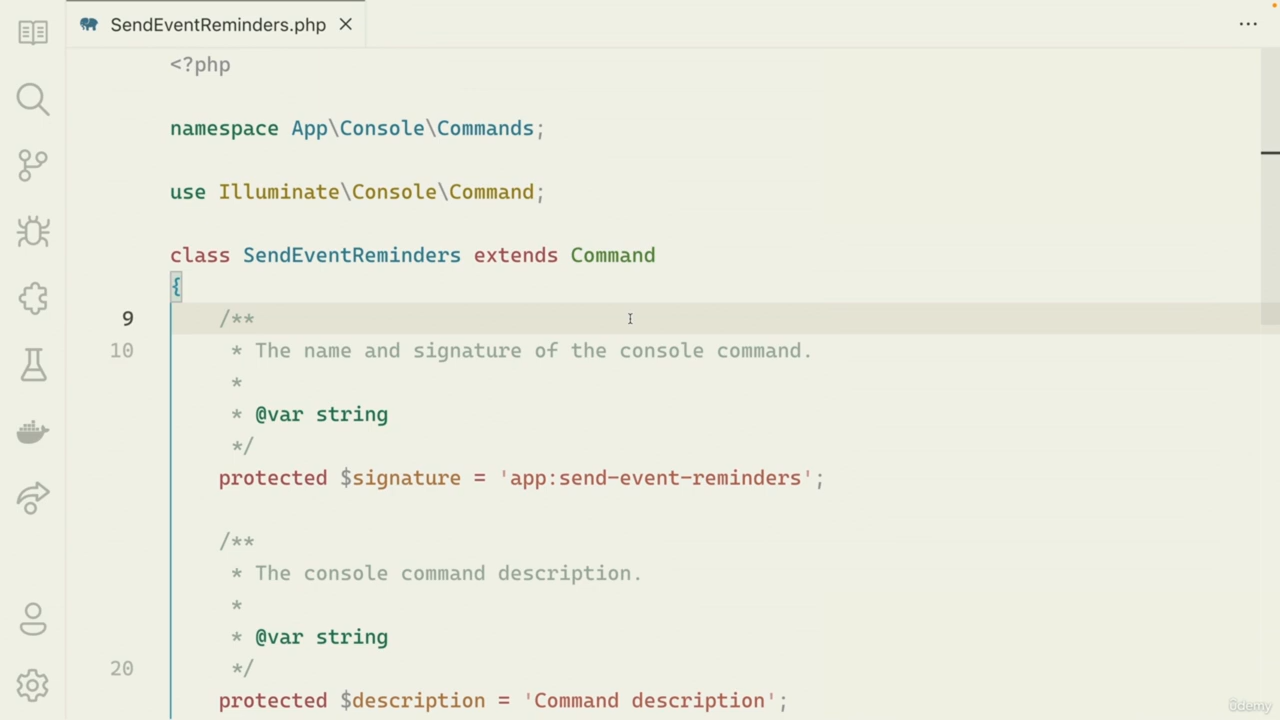 SendEventReminders.php
<?php
namespace App\Console\Commands;
use Illuminate\Console\Command;
class SendEventReminders extends Command
{
9 /**
10 * The name and signature of the console command.
*
* @var string
*/
protected $signature = 'app:send-event-reminders';
/**
* The console command description.
*
* @var string
20 */
protected $description = 'Command description';
ûdemy